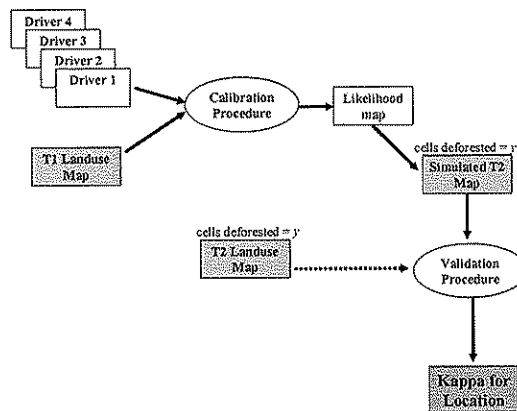 Driver 4
Driver 3
Driver 2
Driver 1
Calibration
Procedure
Likelihood
map
T1 Landuse
Map
cells deforested = y
Simulated T2
Map
cells deforested = y
T2 Landuse
Map
Validation
Procedure
Kappa for
Location